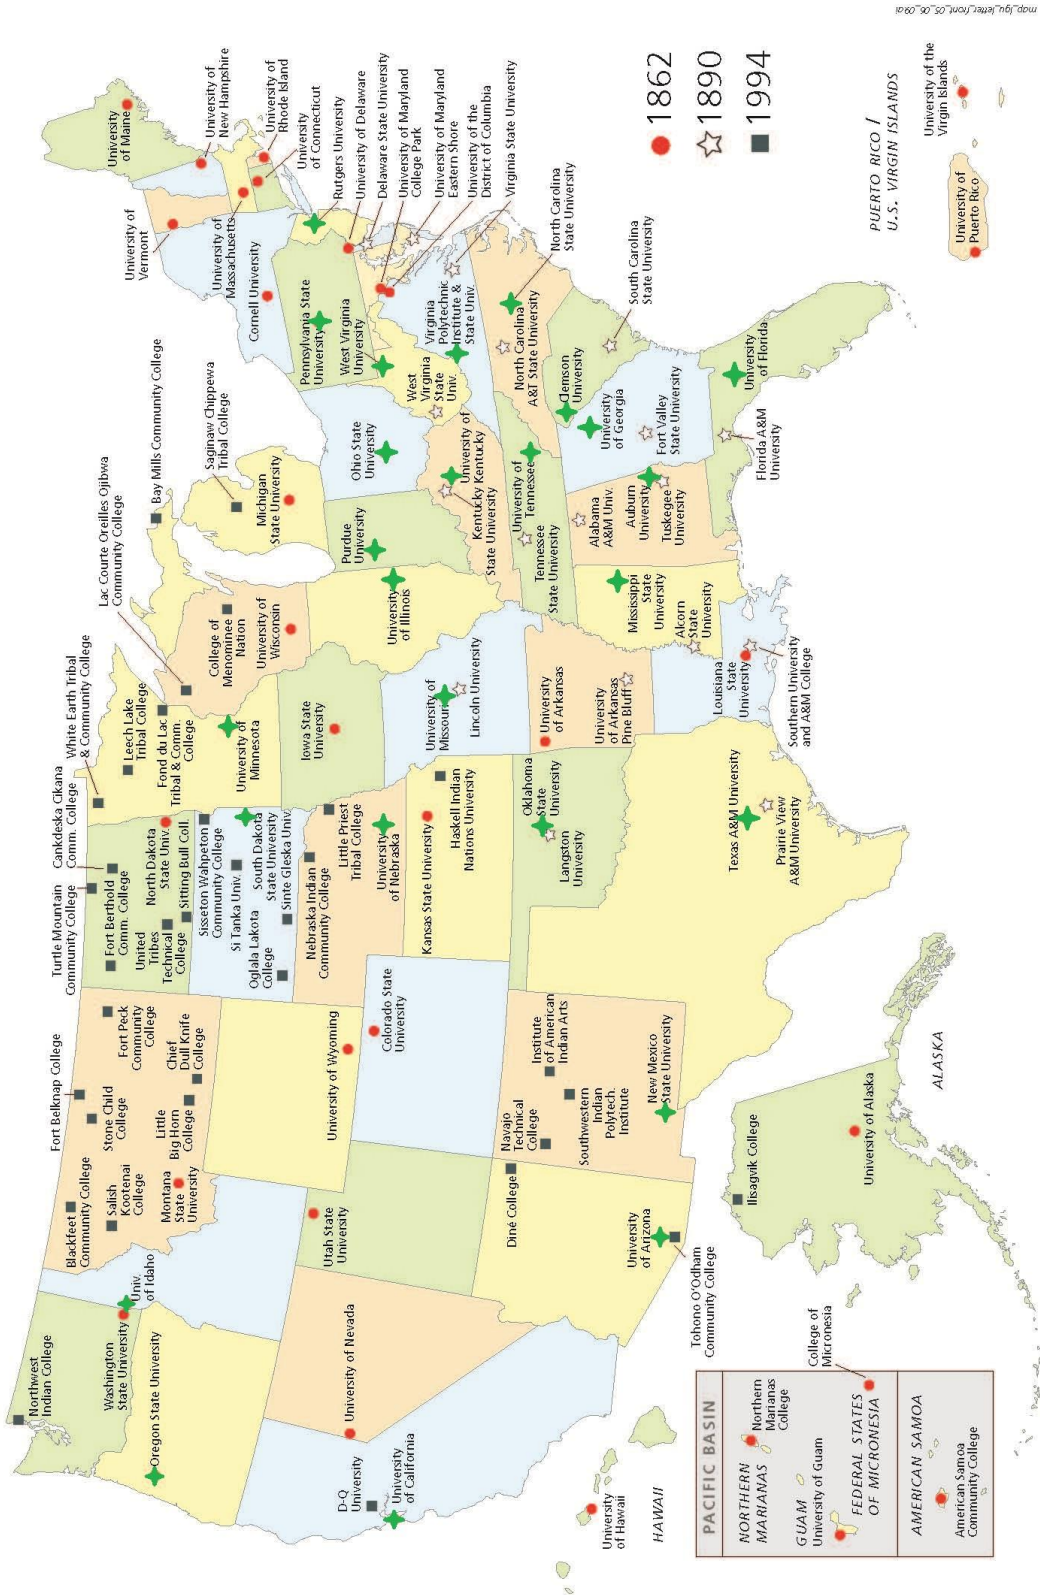 map_lgu_letter_front_05_06_09.ai
Northwest
Indian College
Washington
State University
Univ.
of Idaho
Oregon State University
Blackfeet
Community College
Salish
Kootenai
College
Montana
State
University
Fort Belknap College
Stone Child
College
Little
Big Horn
College
Fort Peck
Community
College
Chief
Dull Knife
College
Turtle Mountain
Community College
Cankdeska Cikana
Comm. College
Fort Berthold
Comm. College
United
Tribes
Technical
College
North Dakota
State Univ.
Sitting Bull Coll.
Sisseton Wahpeton
Community College
Si Tanka Univ.
Oglala Lakota
College
South Dakota
State University
Sinte Gleska Univ.
White Earth Tribal
& Community College
Leech Lake
Tribal College
Fond du Lac
Tribal & Comm.
College
University of
Minnesota
Lac Courte Oreilles Ojibwa
Community College
College of
Menominee
Nation
University of
Wisconsin
Bay Mills Community College
Saginaw Chippewa
Tribal College
Michigan
State University
University of
Vermont
University
of Maine
University of
New Hampshire
University of
Massachusetts
University of
Rhode Island
University
of Connecticut
Cornell University
Rutgers University
University of Delaware
Delaware State University
University of Maryland
College Park
University of Maryland
Eastern Shore
University of the
District of Columbia
Virginia State University
Pennsylvania State
University
West Virginia
University
West
Virginia
State
Univ.
Virginia
Polytechnic
Institute &
State Univ.
Ohio State
University
Purdue
University
University
of Illinois
Iowa State
University
Nebraska Indian
Community College
Little Priest
Tribal College
University
of Nebraska
University of Wyoming
Colorado State
University
Utah State
University
University of Nevada
D-Q
University
University
of California
Kansas State University
Haskell Indian
Nations University
University of
Missouri
Lincoln University
University of
Kentucky Kentucky
Kentucky
State University
University of
Tennessee
Tennessee
State University
North Carolina
A&T State University
North Carolina
State University
South Carolina
State University
Clemson
University
University
of Georgia
Fort Valley
State University
Alabama
A&M Univ.
Auburn
University
Tuskegee
University
Florida A&M
University
University
of Florida
Mississippi
State
University
Alcorn
State
University
Louisiana
State
University
Southern University
and A&M College
University
of Arkansas
University
of Arkansas
Pine Bluff
Oklahoma
State
University
Langston
University
Texas A&M University
Prairie View
A&M University
Institute
of American
Indian Arts
Navajo
Technical
College
Southwestern
Indian
Polytech.
Institute
New Mexico
State University
Diné College
University
of Arizona
Tohono O'Odham
Community College
1862
1890
1994
PUERTO RICO /
U.S. VIRGIN ISLANDS
University of the
Virgin Islands
University of
Puerto Rico
Ilisagvik College
University of Alaska
ALASKA
University
of Hawaii
HAWAII
PACIFIC BASIN
NORTHERN
MARIANAS
Northern
Marianas
College
GUAM
University of Guam
College of
Micronesia
FEDERAL STATES
OF MICRONESIA
AMERICAN SAMOA
American Samoa
Community College